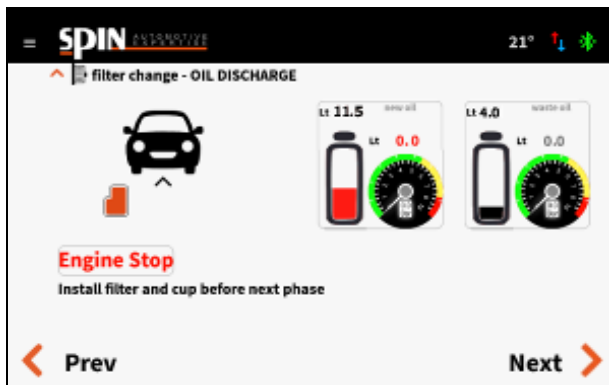 SPIN AUTOMOTIVE EXPERTISE
21°
filter change - OIL DISCHARGE
Lt 11.5 new oil
Lt 0.0
Lt 4.0 waste oil
Lt 0.0
Engine Stop
Install filter and cup before next phase
Prev
Next